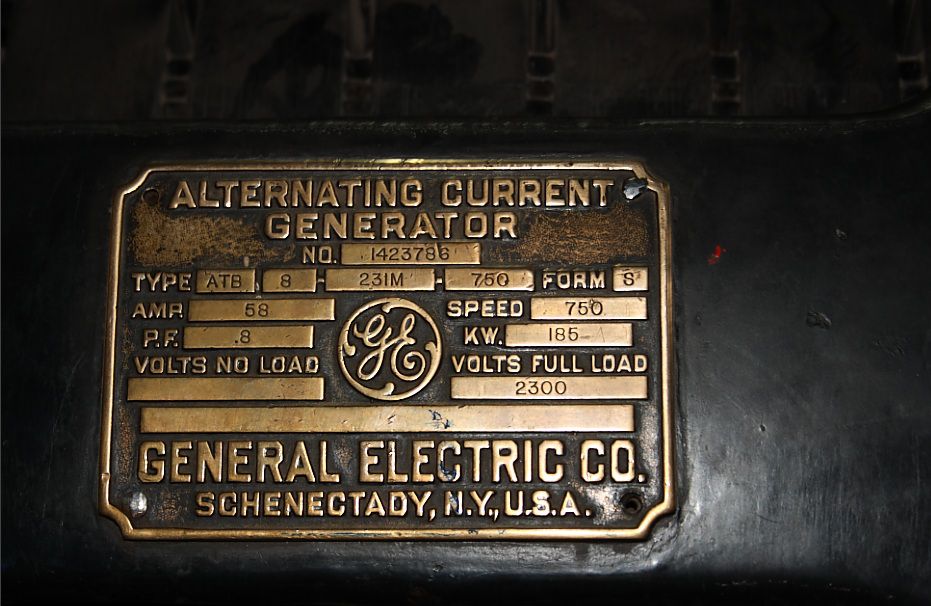 ALTERNATING CURRENT
GENERATOR
NO. 1423786
TYPE ATB 8 - 231M - 750 FORM S
AMP. 58 SPEED 750
P.F. .8 KW. 185
GE
VOLTS NO LOAD VOLTS FULL LOAD
2300
GENERAL ELECTRIC CO.
SCHENECTADY, N.Y., U.S.A.